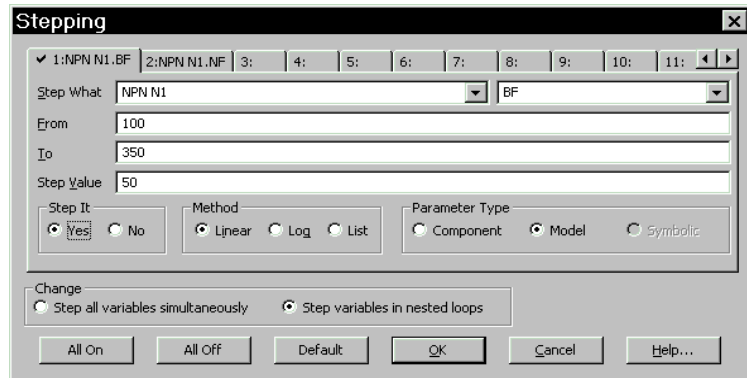 Stepping
1:NPN N1.BF 2:NPN N1.NF 3: 4: 5: 6: 7: 8: 9: 10: 11:
Step What NPN N1 BF
From 100
To 350
Step Value 50
Step It Method Parameter Type
Yes No Linear Log List Component Model Symbolic
Change
Step all variables simultaneously Step variables in nested loops
All On All Off Default OK Cancel Help...